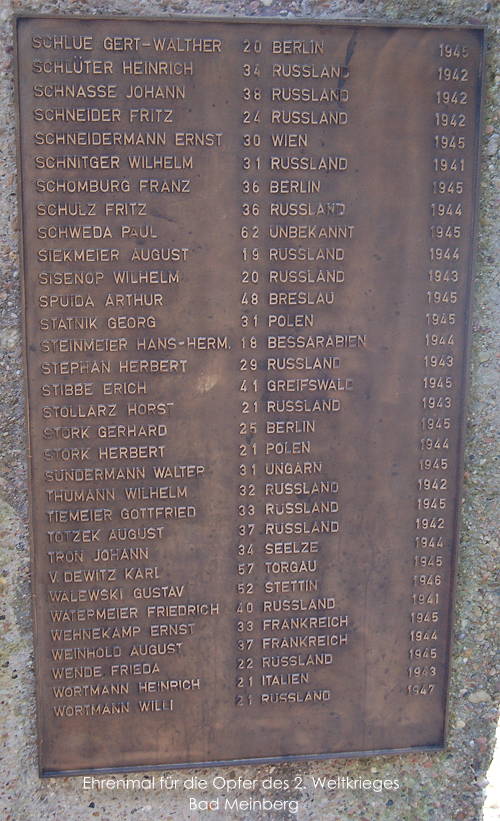 SCHLUE GERT-WALTHER 20 BERLIN 1945
SCHLÜTER HEINRICH 34 RUSSLAND 1942
SCHNASSE JOHANN 38 RUSSLAND 1942
SCHNEIDER FRITZ 24 RUSSLAND 1942
SCHNEIDERMANN ERNST 30 WIEN 1945
SCHNITGER WILHELM 31 RUSSLAND 1941
SCHOMBURG FRANZ 36 BERLIN 1945
SCHULZ FRITZ 36 RUSSLAND 1944
SCHWEDA PAUL 62 UNBEKANNT 1945
SIEKMEIER AUGUST 19 RUSSLAND 1944
SISENOP WILHELM 20 RUSSLAND 1943
SPUIDA ARTHUR 48 BRESLAU 1945
STATNIK GEORG 31 POLEN 1945
STEINMEIER HANS-HERM. 18 BESSARABIEN 1944
STEPHAN HERBERT 29 RUSSLAND 1943
STIBBE ERICH 41 GREIFSWALD 1945
STOLLARZ HORST 21 RUSSLAND 1943
STORK GERHARD 25 BERLIN 1945
STORK HERBERT 21 POLEN 1944
SÜNDERMANN WALTER 31 UNGARN 1945
THUMANN WILHELM 32 RUSSLAND 1942
TIEMEIER GOTTFRIED 33 RUSSLAND 1945
TOTZEK AUGUST 37 RUSSLAND 1942
TRON JOHANN 34 SEELZE 1944
V. DEWITZ KARL 57 TORGAU 1945
WALEWSKI GUSTAV 52 STETTIN 1946
WATERMEIER FRIEDRICH 40 RUSSLAND 1941
WEHNEKAMP ERNST 33 FRANKREICH 1945
WEINHOLD AUGUST 37 FRANKREICH 1944
WENDE FRIEDA 22 RUSSLAND 1945
WORTMANN HEINRICH 21 ITALIEN 1943
WORTMANN WILLI 21 RUSSLAND 1947
Ehrenmal für die Opfer des 2. Weltkrieges
Bad Meinberg